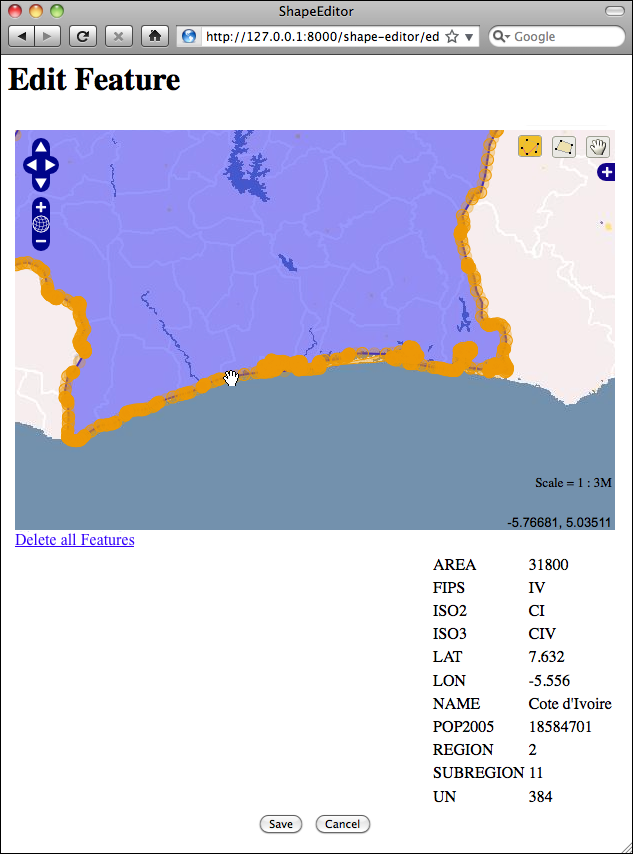 ShapeEditor
http://127.0.0.1:8000/shape-editor/ed
Google
Edit Feature
Scale = 1 : 3M
-5.76681, 5.03511
Delete all Features
AREA 31800
FIPS IV
ISO2 CI
ISO3 CIV
LAT 7.632
LON -5.556
NAME Cote d'Ivoire
POP2005 18584701
REGION 2
SUBREGION 11
UN 384
Save Cancel